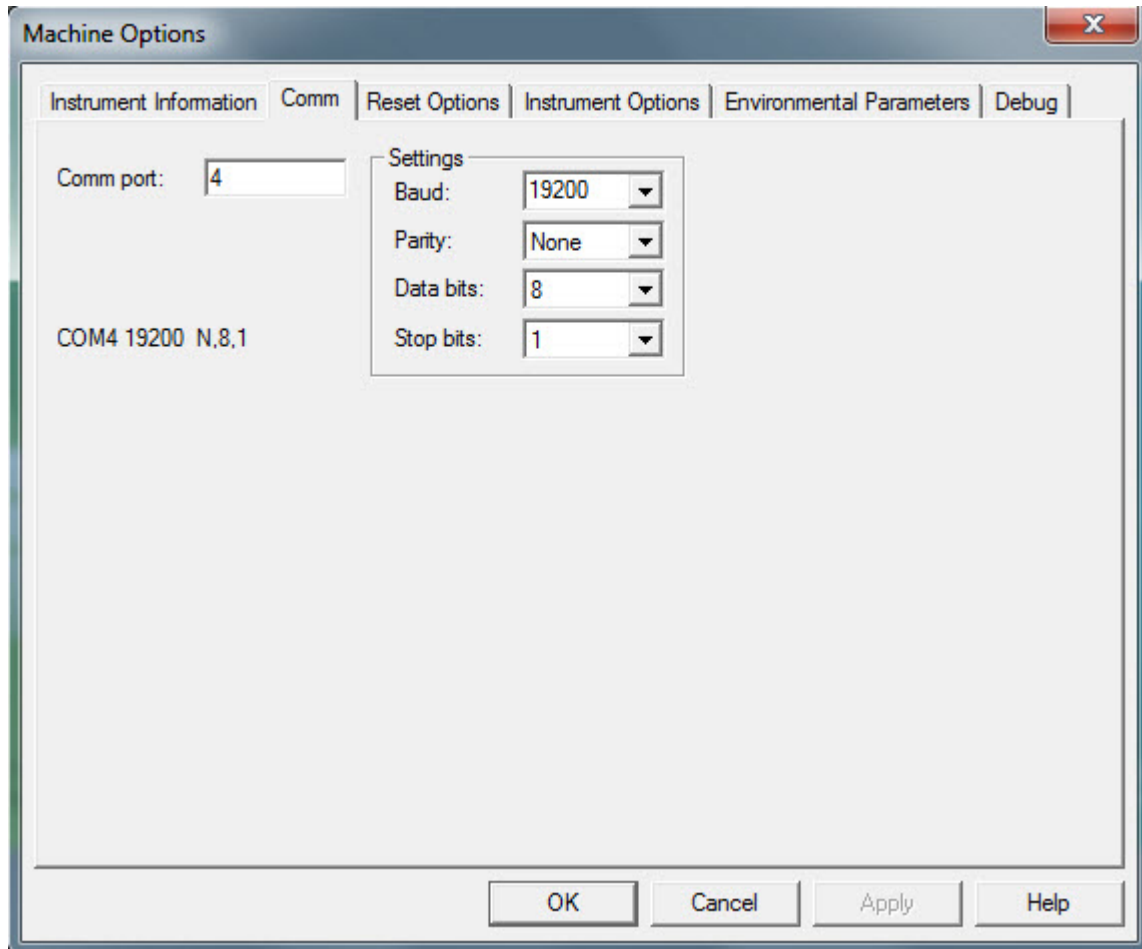 Machine Options
Instrument Information Comm Reset Options Instrument Options Environmental Parameters Debug
Comm port: 4
Settings
Baud: 19200
Parity: None
Data bits: 8
Stop bits: 1
COM4 19200 N,8,1
OK Cancel Apply Help